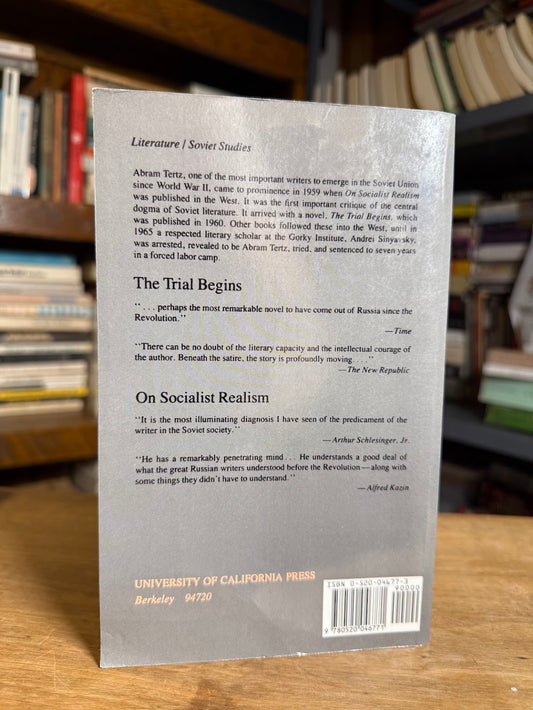 Literature / Soviet Studies
Abram Tertz, one of the most important writers to emerge in the Soviet Union
since World War II, came to prominence in 1959 when On Socialist Realism
was published in the West. It was the first important critique of the central
dogma of Soviet literature. It arrived with a novel, The Trial Begins, which
was published in 1960. Other books followed these into the West, until in
1965 a respected literary scholar at the Gorky Institute, Andrei Sinyavsky,
was arrested, revealed to be Abram Tertz, tried, and sentenced to seven years
in a forced labor camp.
The Trial Begins
". . . perhaps the most remarkable novel to have come out of Russia since the
Revolution."
—Time
"There can be no doubt of the literary capacity and the intellectual courage of
the author. Beneath the satire, the story is profoundly moving. . . ."
—The New Republic
On Socialist Realism
"It is the most illuminating diagnosis I have seen of the predicament of the
writer in the Soviet society."
—Arthur Schlesinger, Jr.
"He has a remarkably penetrating mind. . . He understands a good deal of
what the great Russian writers understood before the Revolution—along with
some things they didn't have to understand."
—Alfred Kazin
UNIVERSITY OF CALIFORNIA PRESS
Berkeley 94720
ISBN 0-520-04677-3
90000
9 780520 046771